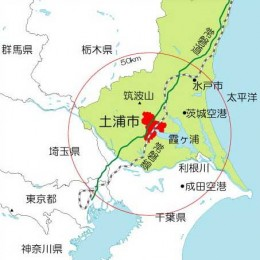 群馬県
栃木県
常磐道
50km
水戸市
太平洋
筑波山
土浦市
茨城空港
埼玉県
常磐線
霞ヶ浦
利根川
成田空港
東京都
千葉県
神奈川県